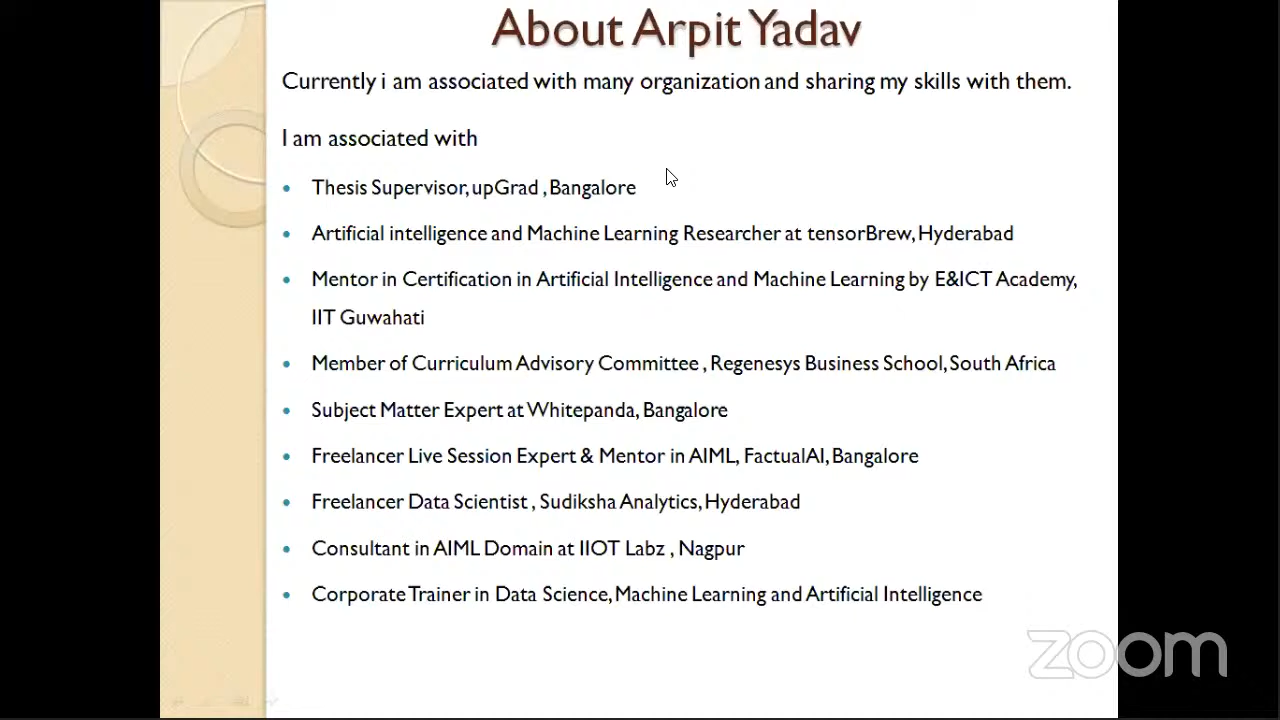 About Arpit Yadav
Currently i am associated with many organization and sharing my skills with them.
I am associated with
• Thesis Supervisor, upGrad , Bangalore
• Artificial intelligence and Machine Learning Researcher at tensorBrew, Hyderabad
• Mentor in Certification in Artificial Intelligence and Machine Learning by E&ICT Academy,
IIT Guwahati
• Member of Curriculum Advisory Committee , Regenesys Business School, South Africa
• Subject Matter Expert at Whitepanda, Bangalore
• Freelancer Live Session Expert & Mentor in AIML, FactualAI, Bangalore
• Freelancer Data Scientist , Sudiksha Analytics, Hyderabad
• Consultant in AIML Domain at IIOT Labz , Nagpur
• Corporate Trainer in Data Science, Machine Learning and Artificial Intelligence
zoom